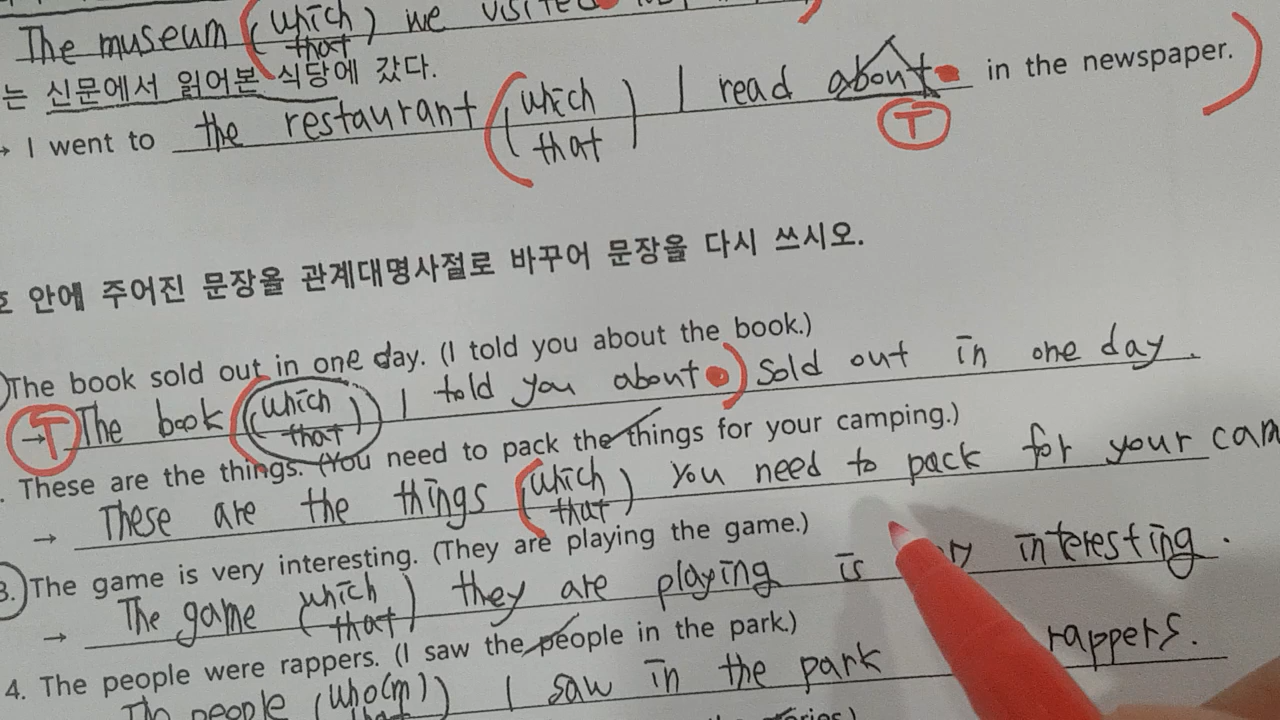 The museum (which that) we visited
는 신문에서 읽어본 식당에 갔다.
→ I went to the restaurant (which that) I read about in the newspaper.
T
안에 주어진 문장을 관계대명사절로 바꾸어 문장을 다시 쓰시오.
The book sold out in one day. (I told you about the book.)
T → The book (which that) I told you about sold out in one day.
. These are the things. (You need to pack the things for your camping.)
→ These are the things (which that) you need to pack for your cam
3. The game is very interesting. (They are playing the game.)
→ The game (which that) they are playing is interesting.
4. The people were rappers. (I saw the people in the park.)
people (who(m)) I saw in the park rappers.